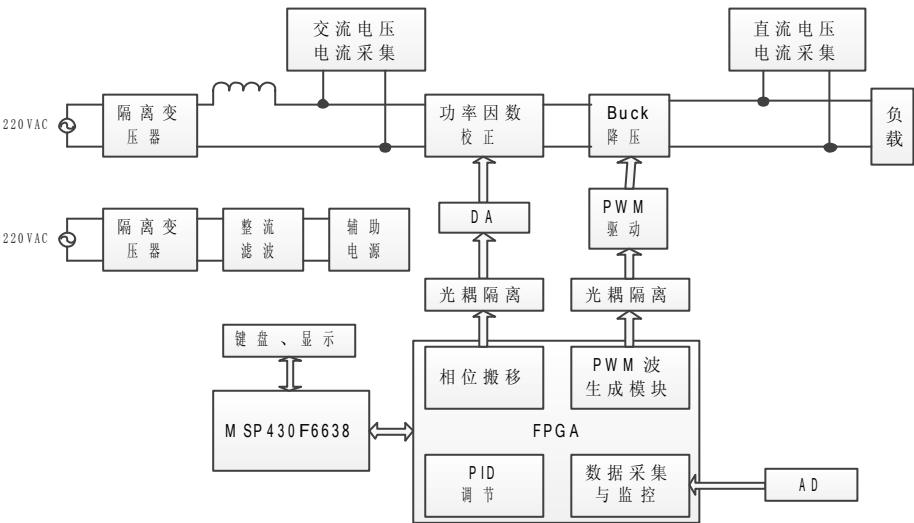 交流电压
电流采集
直流电压
电流采集
220VAC
隔离变
压器
功率因数
校正
Buck
降压
负
载
DA
PWM
驱动
220VAC
隔离变
压器
整流
滤波
辅助
电源
光耦隔离
光耦隔离
键盘、显示
相位搬移
PWM波
生成模块
MSP430F6638
FPGA
PID
调节
数据采集
与监控
AD